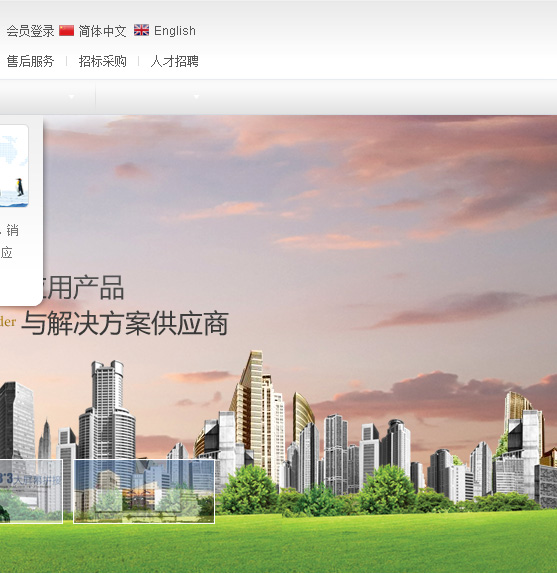 会员登录 简体中文 English
售后服务 招标采购 人才招聘
销
应
应用产品
der 与解决方案供应商